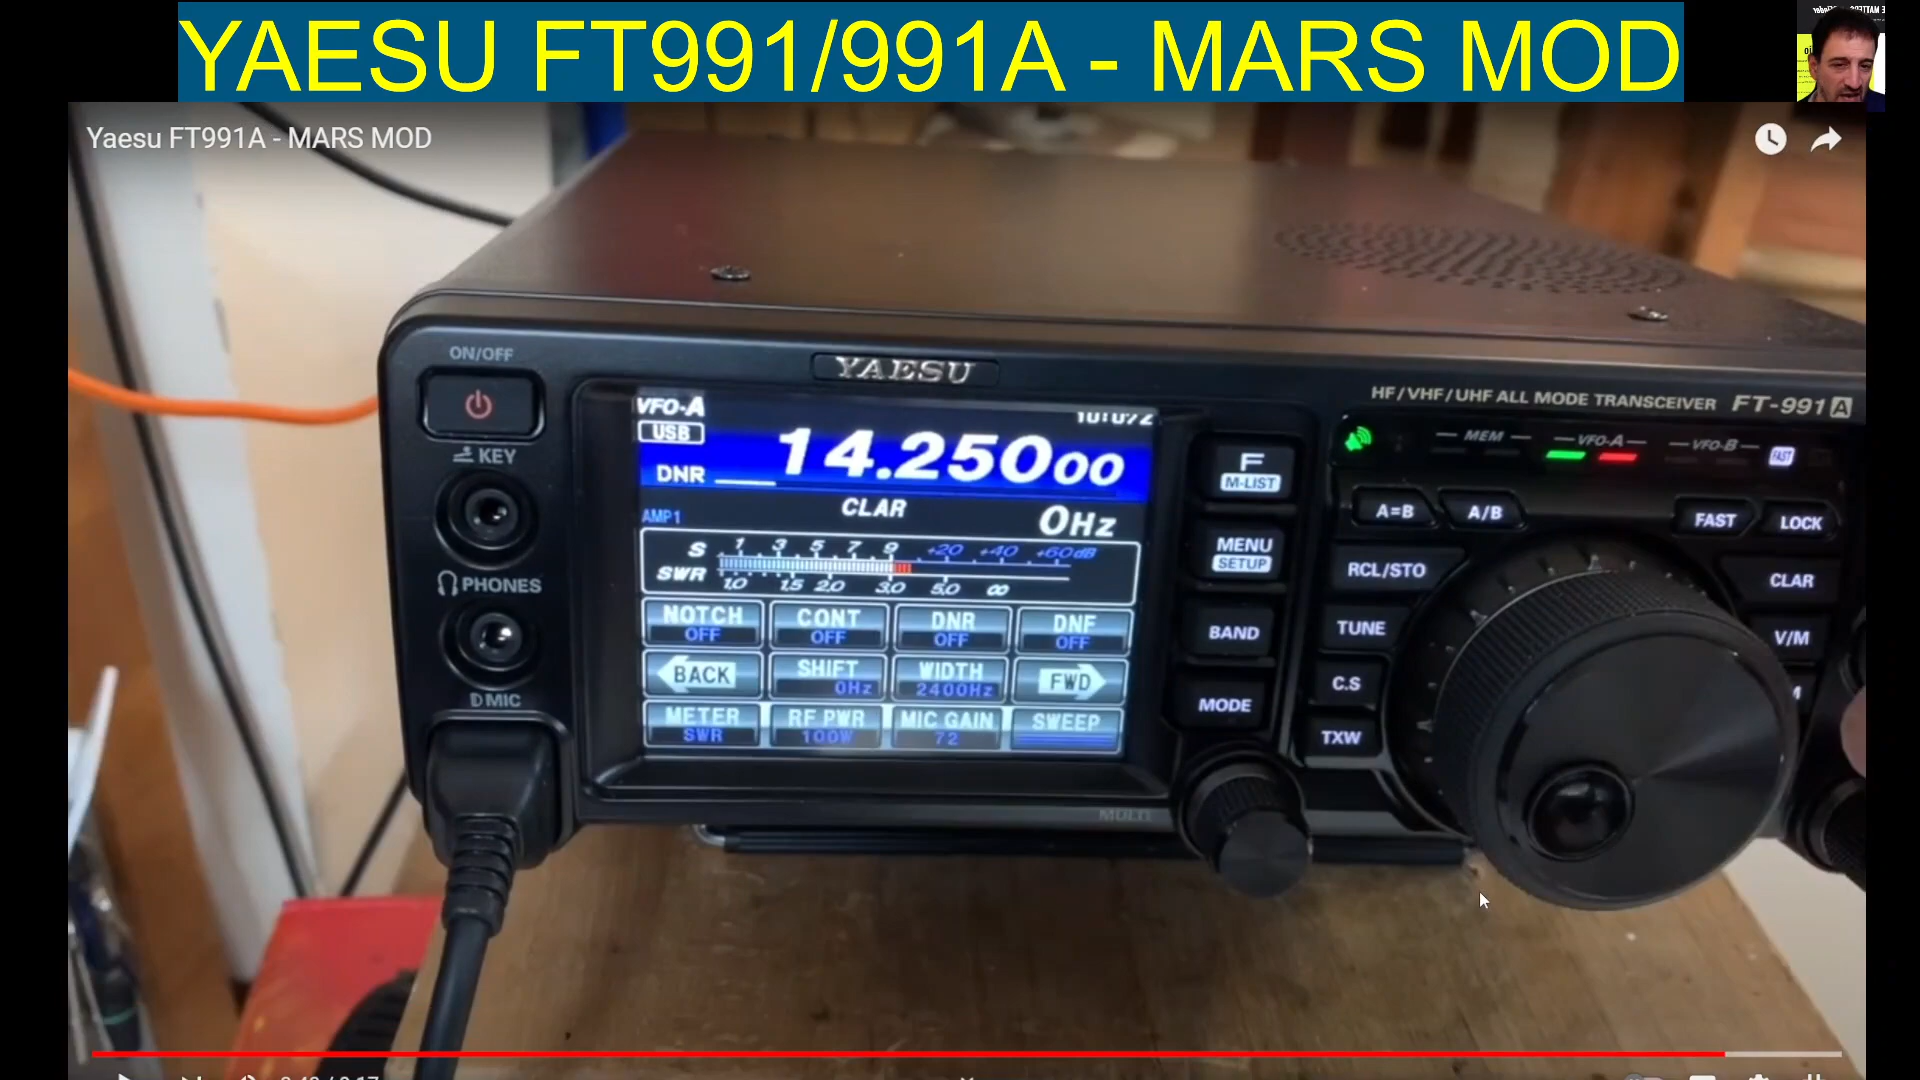 YAESU FT991/991A - MARS MOD
Yaesu FT991A - MARS MOD
ON/OFF
YAESU
HF/VHF/UHF ALL MODE TRANSCEIVER FT-991A
VFO-A
USB
14.250 00
DNR
CLAR 0Hz
AMP1
S 1 3 5 7 9 +20 +40 +60dB
SWR 1.0 1.5 2.0 3.0 5.0 ∞
NOTCH CONT DNR DNF
OFF OFF OFF OFF
BACK SHIFT WIDTH FWD
0Hz 2400Hz
METER RF PWR MIC GAIN SWEEP
SWR 100W 72
KEY
PHONES
D MIC
F
M-LIST
MENU
SETUP
BAND
MODE
MULTI
MEM VFO-A VFO-B FAST
A=B A/B FAST LOCK
RCL/STO CLAR
TUNE V/M
C.S
TXW